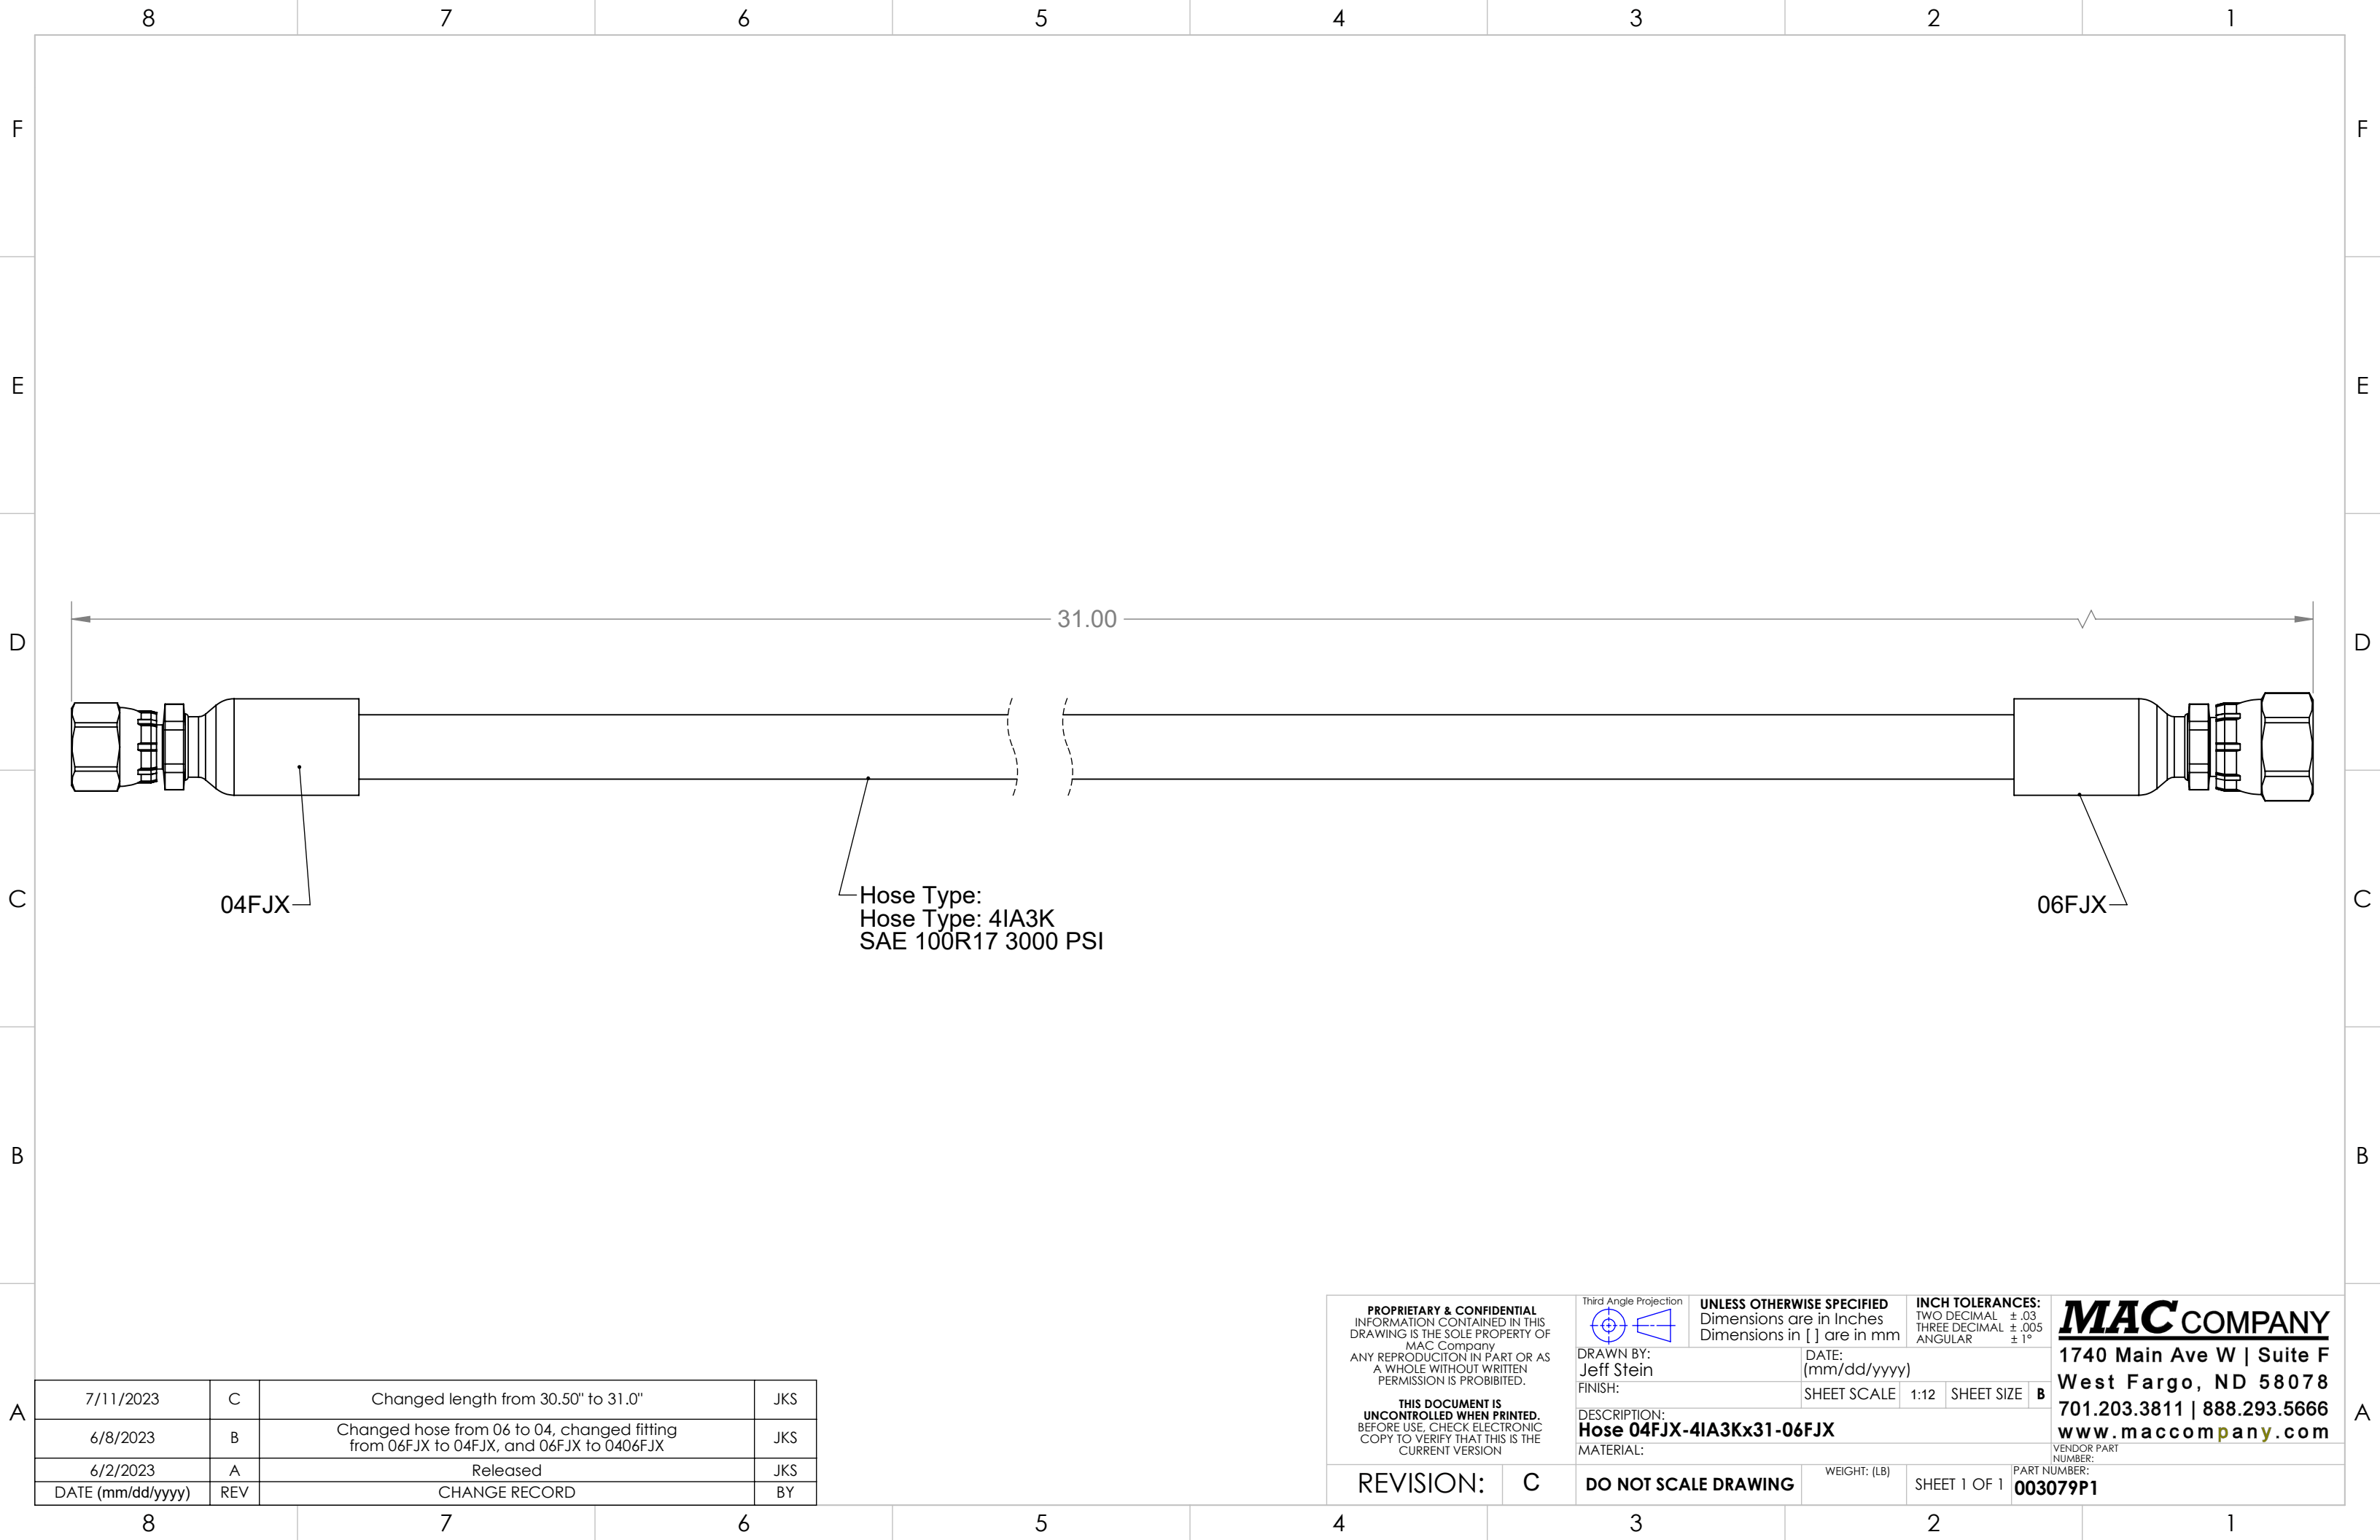 8 7 6 5 4 3 2 1
F F
E E
D D
C C
B B
A A
31.00
04FJX
Hose Type:
Hose Type: 4IA3K
SAE 100R17 3000 PSI
06FJX
7/11/2023 C Changed length from 30.50" to 31.0" JKS
6/8/2023 B Changed hose from 06 to 04, changed fitting
from 06FJX to 04FJX, and 06FJX to 0406FJX JKS
6/2/2023 A Released JKS
DATE (mm/dd/yyyy) REV CHANGE RECORD BY
PROPRIETARY & CONFIDENTIAL
INFORMATION CONTAINED IN THIS
DRAWING IS THE SOLE PROPERTY OF
MAC Company
ANY REPRODUCITON IN PART OR AS
A WHOLE WITHOUT WRITTEN
PERMISSION IS PROBIBITED.
THIS DOCUMENT IS
UNCONTROLLED WHEN PRINTED.
BEFORE USE, CHECK ELECTRONIC
COPY TO VERIFY THAT THIS IS THE
CURRENT VERSION
REVISION: C
Third Angle Projection
UNLESS OTHERWISE SPECIFIED
Dimensions are in Inches
Dimensions in [ ] are in mm
INCH TOLERANCES:
TWO DECIMAL ± .03
THREE DECIMAL ± .005
ANGULAR ± 1°
DRAWN BY:
Jeff Stein
DATE:
(mm/dd/yyyy)
FINISH:
SHEET SCALE 1:12 SHEET SIZE B
DESCRIPTION:
Hose 04FJX-4IA3Kx31-06FJX
MATERIAL:
DO NOT SCALE DRAWING
WEIGHT: (LB)
SHEET 1 OF 1
MAC COMPANY
1740 Main Ave W | Suite F
West Fargo, ND 58078
701.203.3811 | 888.293.5666
www.maccompany.com
VENDOR PART
NUMBER:
PART NUMBER:
003079P1
8 7 6 5 4 3 2 1